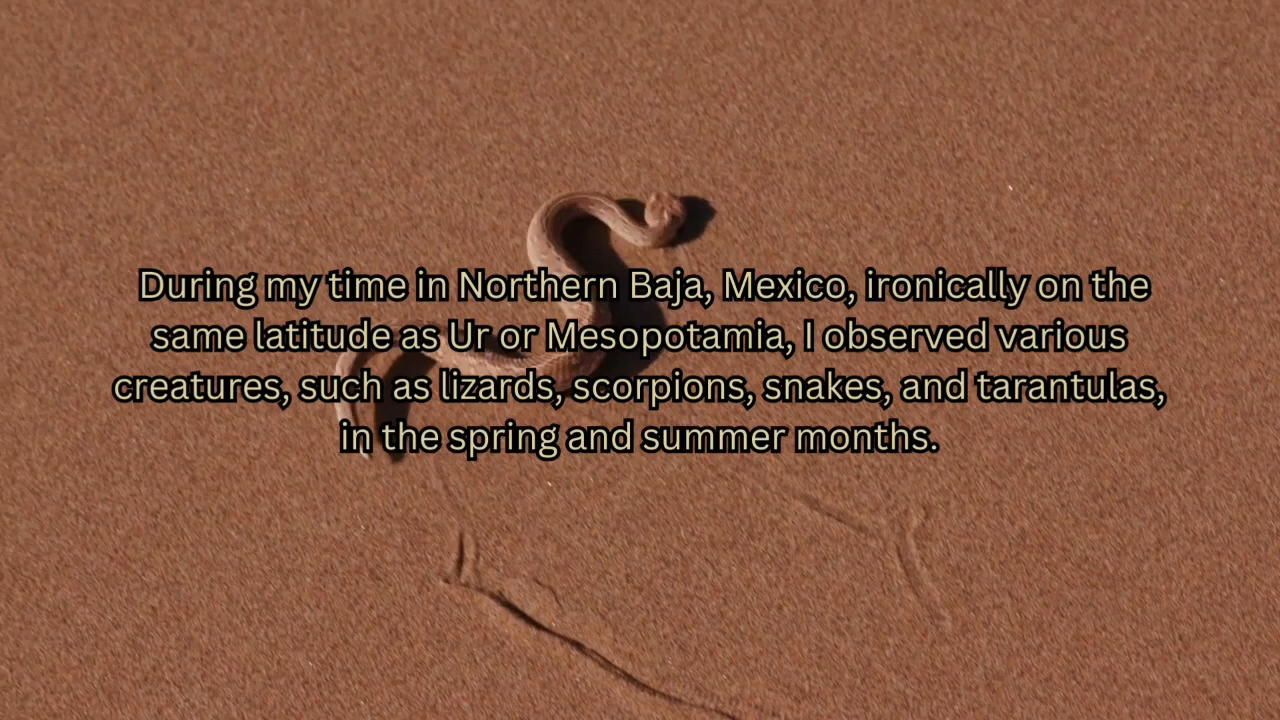 During my time in Northern Baja, Mexico, ironically on the
same latitude as Ur or Mesopotamia, I observed various
creatures, such as lizards, scorpions, snakes, and tarantulas,
in the spring and summer months.